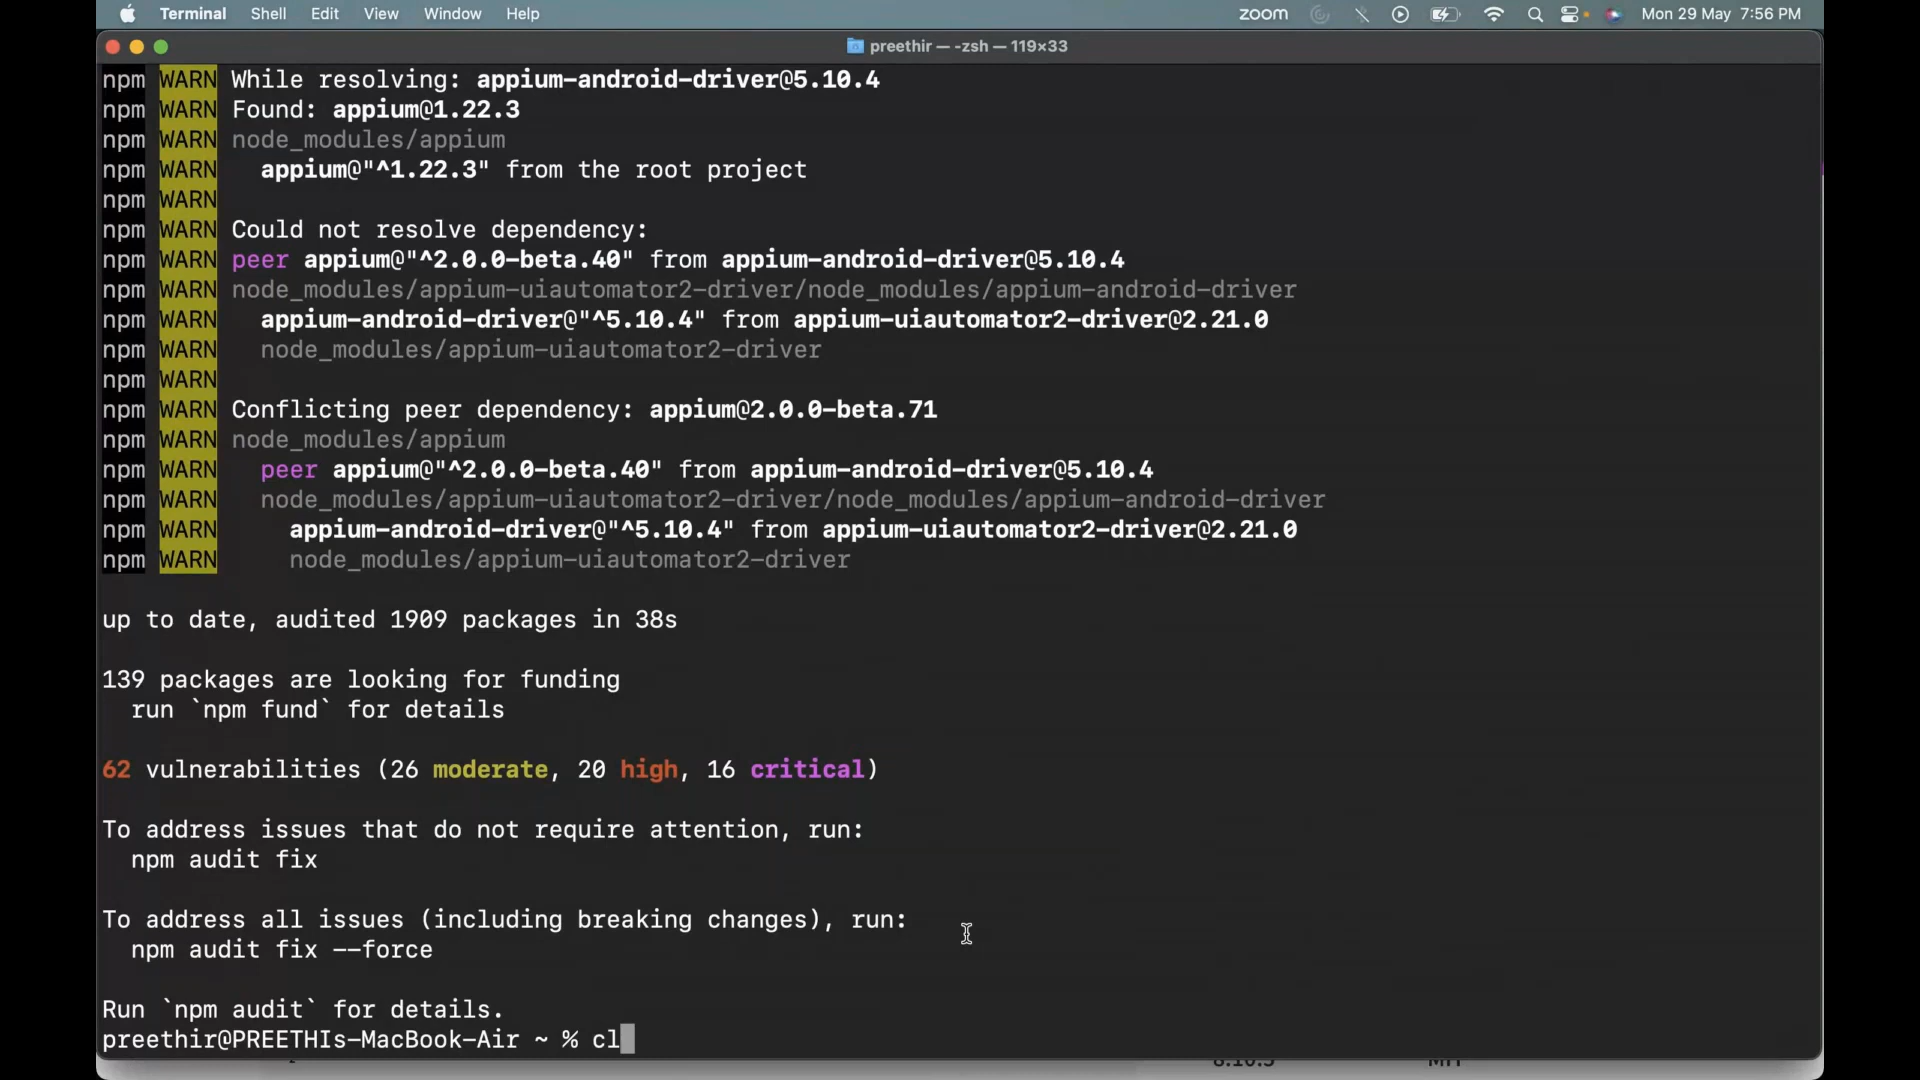 Terminal Shell Edit View Window Help zoom Mon 29 May 7:56 PM
preethir — -zsh — 119×33
npm WARN While resolving: appium-android-driver@5.10.4
npm WARN Found: appium@1.22.3
npm WARN node_modules/appium
npm WARN   appium@"^1.22.3" from the root project
npm WARN
npm WARN Could not resolve dependency:
npm WARN peer appium@"^2.0.0-beta.40" from appium-android-driver@5.10.4
npm WARN node_modules/appium-uiautomator2-driver/node_modules/appium-android-driver
npm WARN   appium-android-driver@"^5.10.4" from appium-uiautomator2-driver@2.21.0
npm WARN   node_modules/appium-uiautomator2-driver
npm WARN
npm WARN Conflicting peer dependency: appium@2.0.0-beta.71
npm WARN node_modules/appium
npm WARN   peer appium@"^2.0.0-beta.40" from appium-android-driver@5.10.4
npm WARN   node_modules/appium-uiautomator2-driver/node_modules/appium-android-driver
npm WARN     appium-android-driver@"^5.10.4" from appium-uiautomator2-driver@2.21.0
npm WARN     node_modules/appium-uiautomator2-driver
up to date, audited 1909 packages in 38s
139 packages are looking for funding
  run `npm fund` for details
62 vulnerabilities (26 moderate, 20 high, 16 critical)
To address issues that do not require attention, run:
  npm audit fix
To address all issues (including breaking changes), run:
  npm audit fix --force
Run `npm audit` for details.
preethir@PREETHIs-MacBook-Air ~ % cl